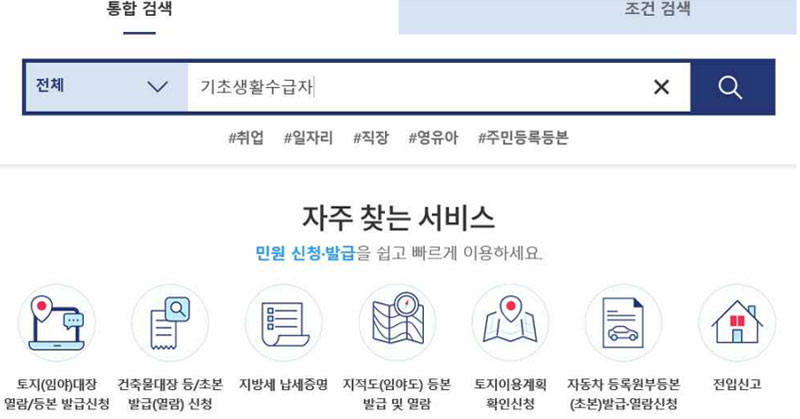 통합 검색
조건 검색
전체
기초생활수급자
#취업 #일자리 #직장 #영유아 #주민등록등본
자주 찾는 서비스
민원 신청·발급을 쉽고 빠르게 이용하세요.
토지(임야)대장
열람/등본 발급신청
건축물대장 등/초본
발급(열람) 신청
지방세 납세증명
지적도(임야도) 등본
발급 및 열람
토지이용계획
확인신청
자동차 등록원부등본
(초본)발급·열람신청
전입신고